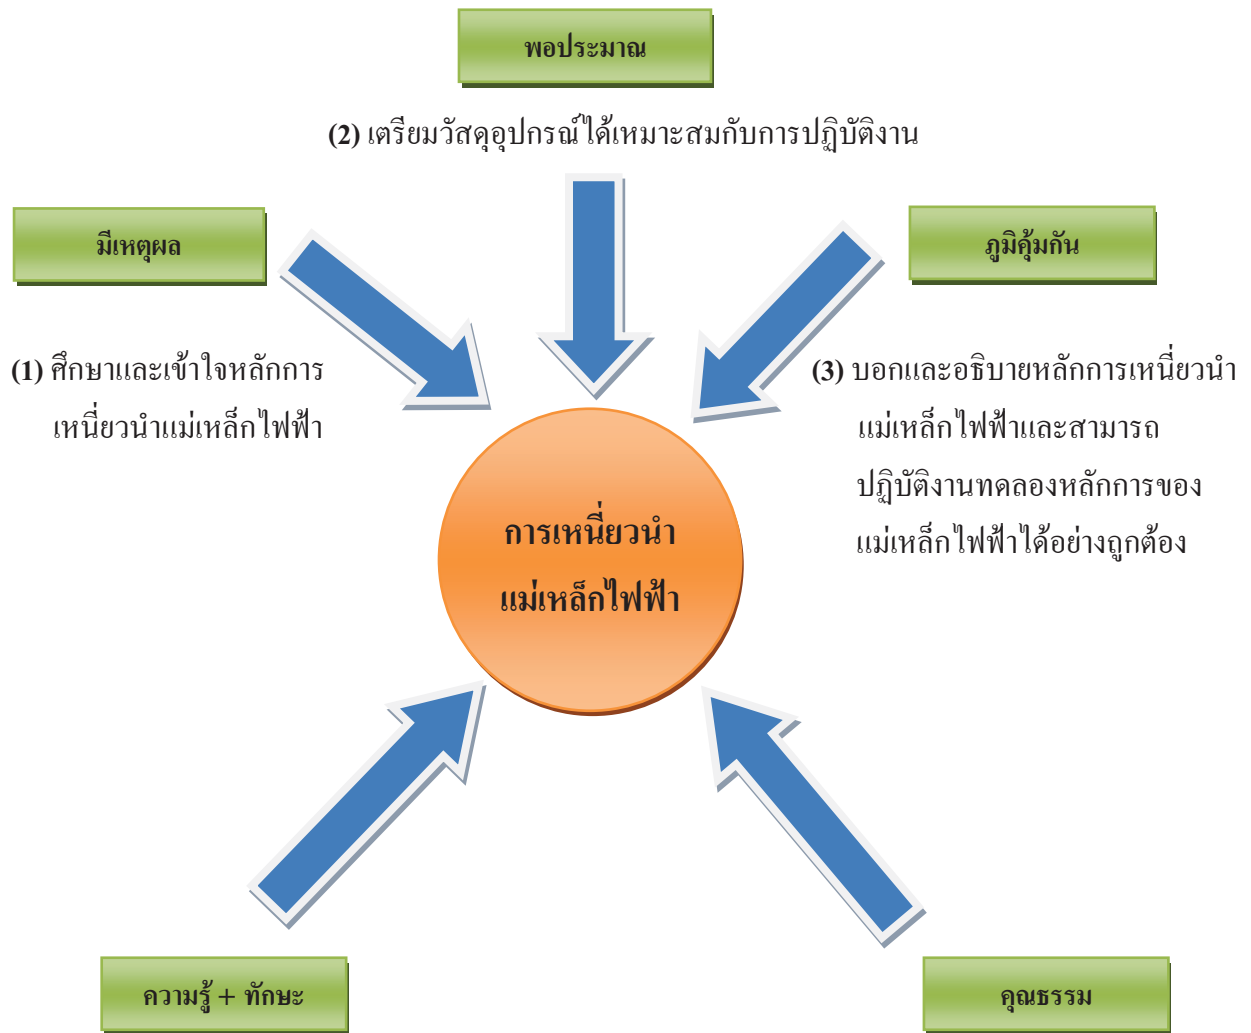 พอประมาณ
(2) เตรียมวัสดุอุปกรณ์ได้เหมาะสมกับการปฏิบัติงาน
มีเหตุผล
ภูมิคุ้มกัน
(1) ศึกษาและเข้าใจหลักการ
เหนี่ยวนำแม่เหล็กไฟฟ้า
(3) บอกและอธิบายหลักการเหนี่ยวนำ
แม่เหล็กไฟฟ้าและสามารถ
ปฏิบัติงานทดลองหลักการของ
แม่เหล็กไฟฟ้าได้อย่างถูกต้อง
การเหนี่ยวนำ
แม่เหล็กไฟฟ้า
ความรู้ + ทักษะ
คุณธรรม